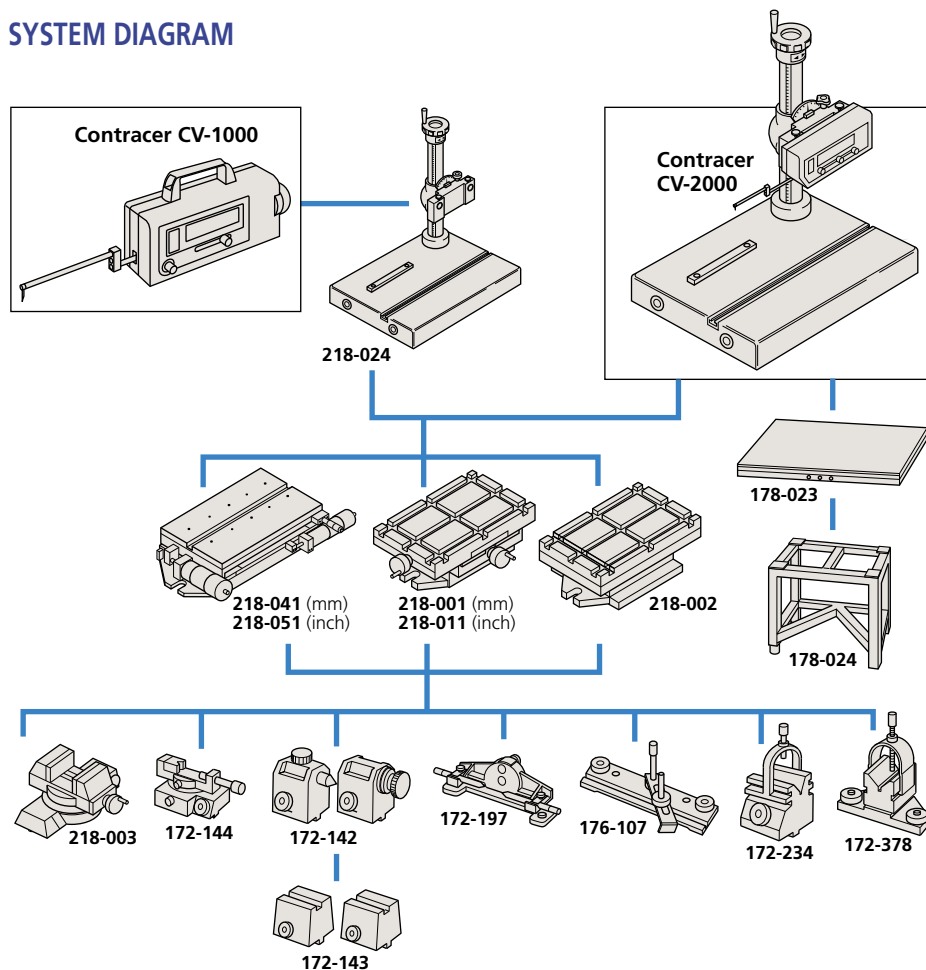 SYSTEM DIAGRAM
Contracer CV-1000
Contracer
CV-2000
218-024
178-023
218-041 (mm)
218-051 (inch)
218-001 (mm)
218-011 (inch)
218-002
178-024
218-003
172-144
172-142
172-197
176-107
172-234
172-378
172-143